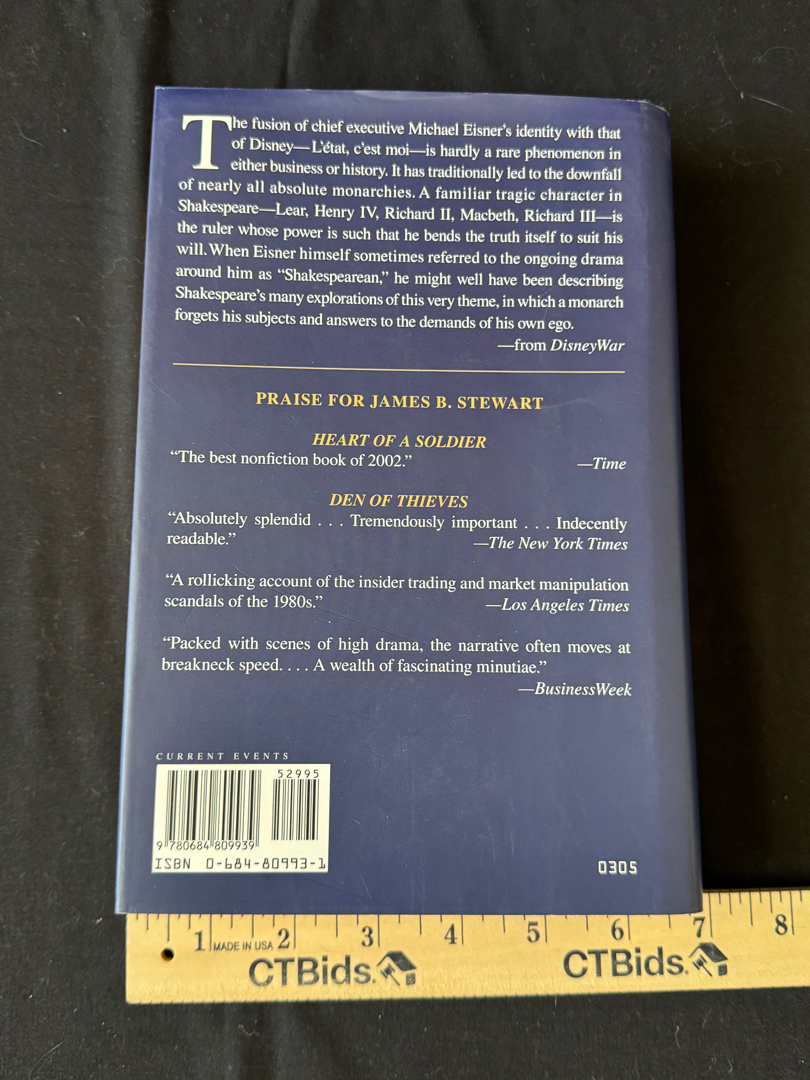 The fusion of chief executive Michael Eisner's identity with that
of Disney—L'état, c'est moi—is hardly a rare phenomenon in
either business or history. It has traditionally led to the downfall
of nearly all absolute monarchies. A familiar tragic character in
Shakespeare—Lear, Henry IV, Richard II, Macbeth, Richard III—is
the ruler whose power is such that he bends the truth itself to suit his
will. When Eisner himself sometimes referred to the ongoing drama
around him as “Shakespearean,” he might well have been describing
Shakespeare's many explorations of this very theme, in which a monarch
forgets his subjects and answers to the demands of his own ego.
—from DisneyWar
PRAISE FOR JAMES B. STEWART
HEART OF A SOLDIER
“The best nonfiction book of 2002.” —Time
DEN OF THIEVES
“Absolutely splendid . . . Tremendously important . . . Indecently
readable.” —The New York Times
“A rollicking account of the insider trading and market manipulation
scandals of the 1980s.” —Los Angeles Times
“Packed with scenes of high drama, the narrative often moves at
breakneck speed. . . . A wealth of fascinating minutiae.”
—BusinessWeek
CURRENT EVENTS
52995
9 780684 809939
ISBN 0-684-80993-1
0305
1 MADE IN USA 2 3 4 5 6 7 8
CTBids. CTBids.